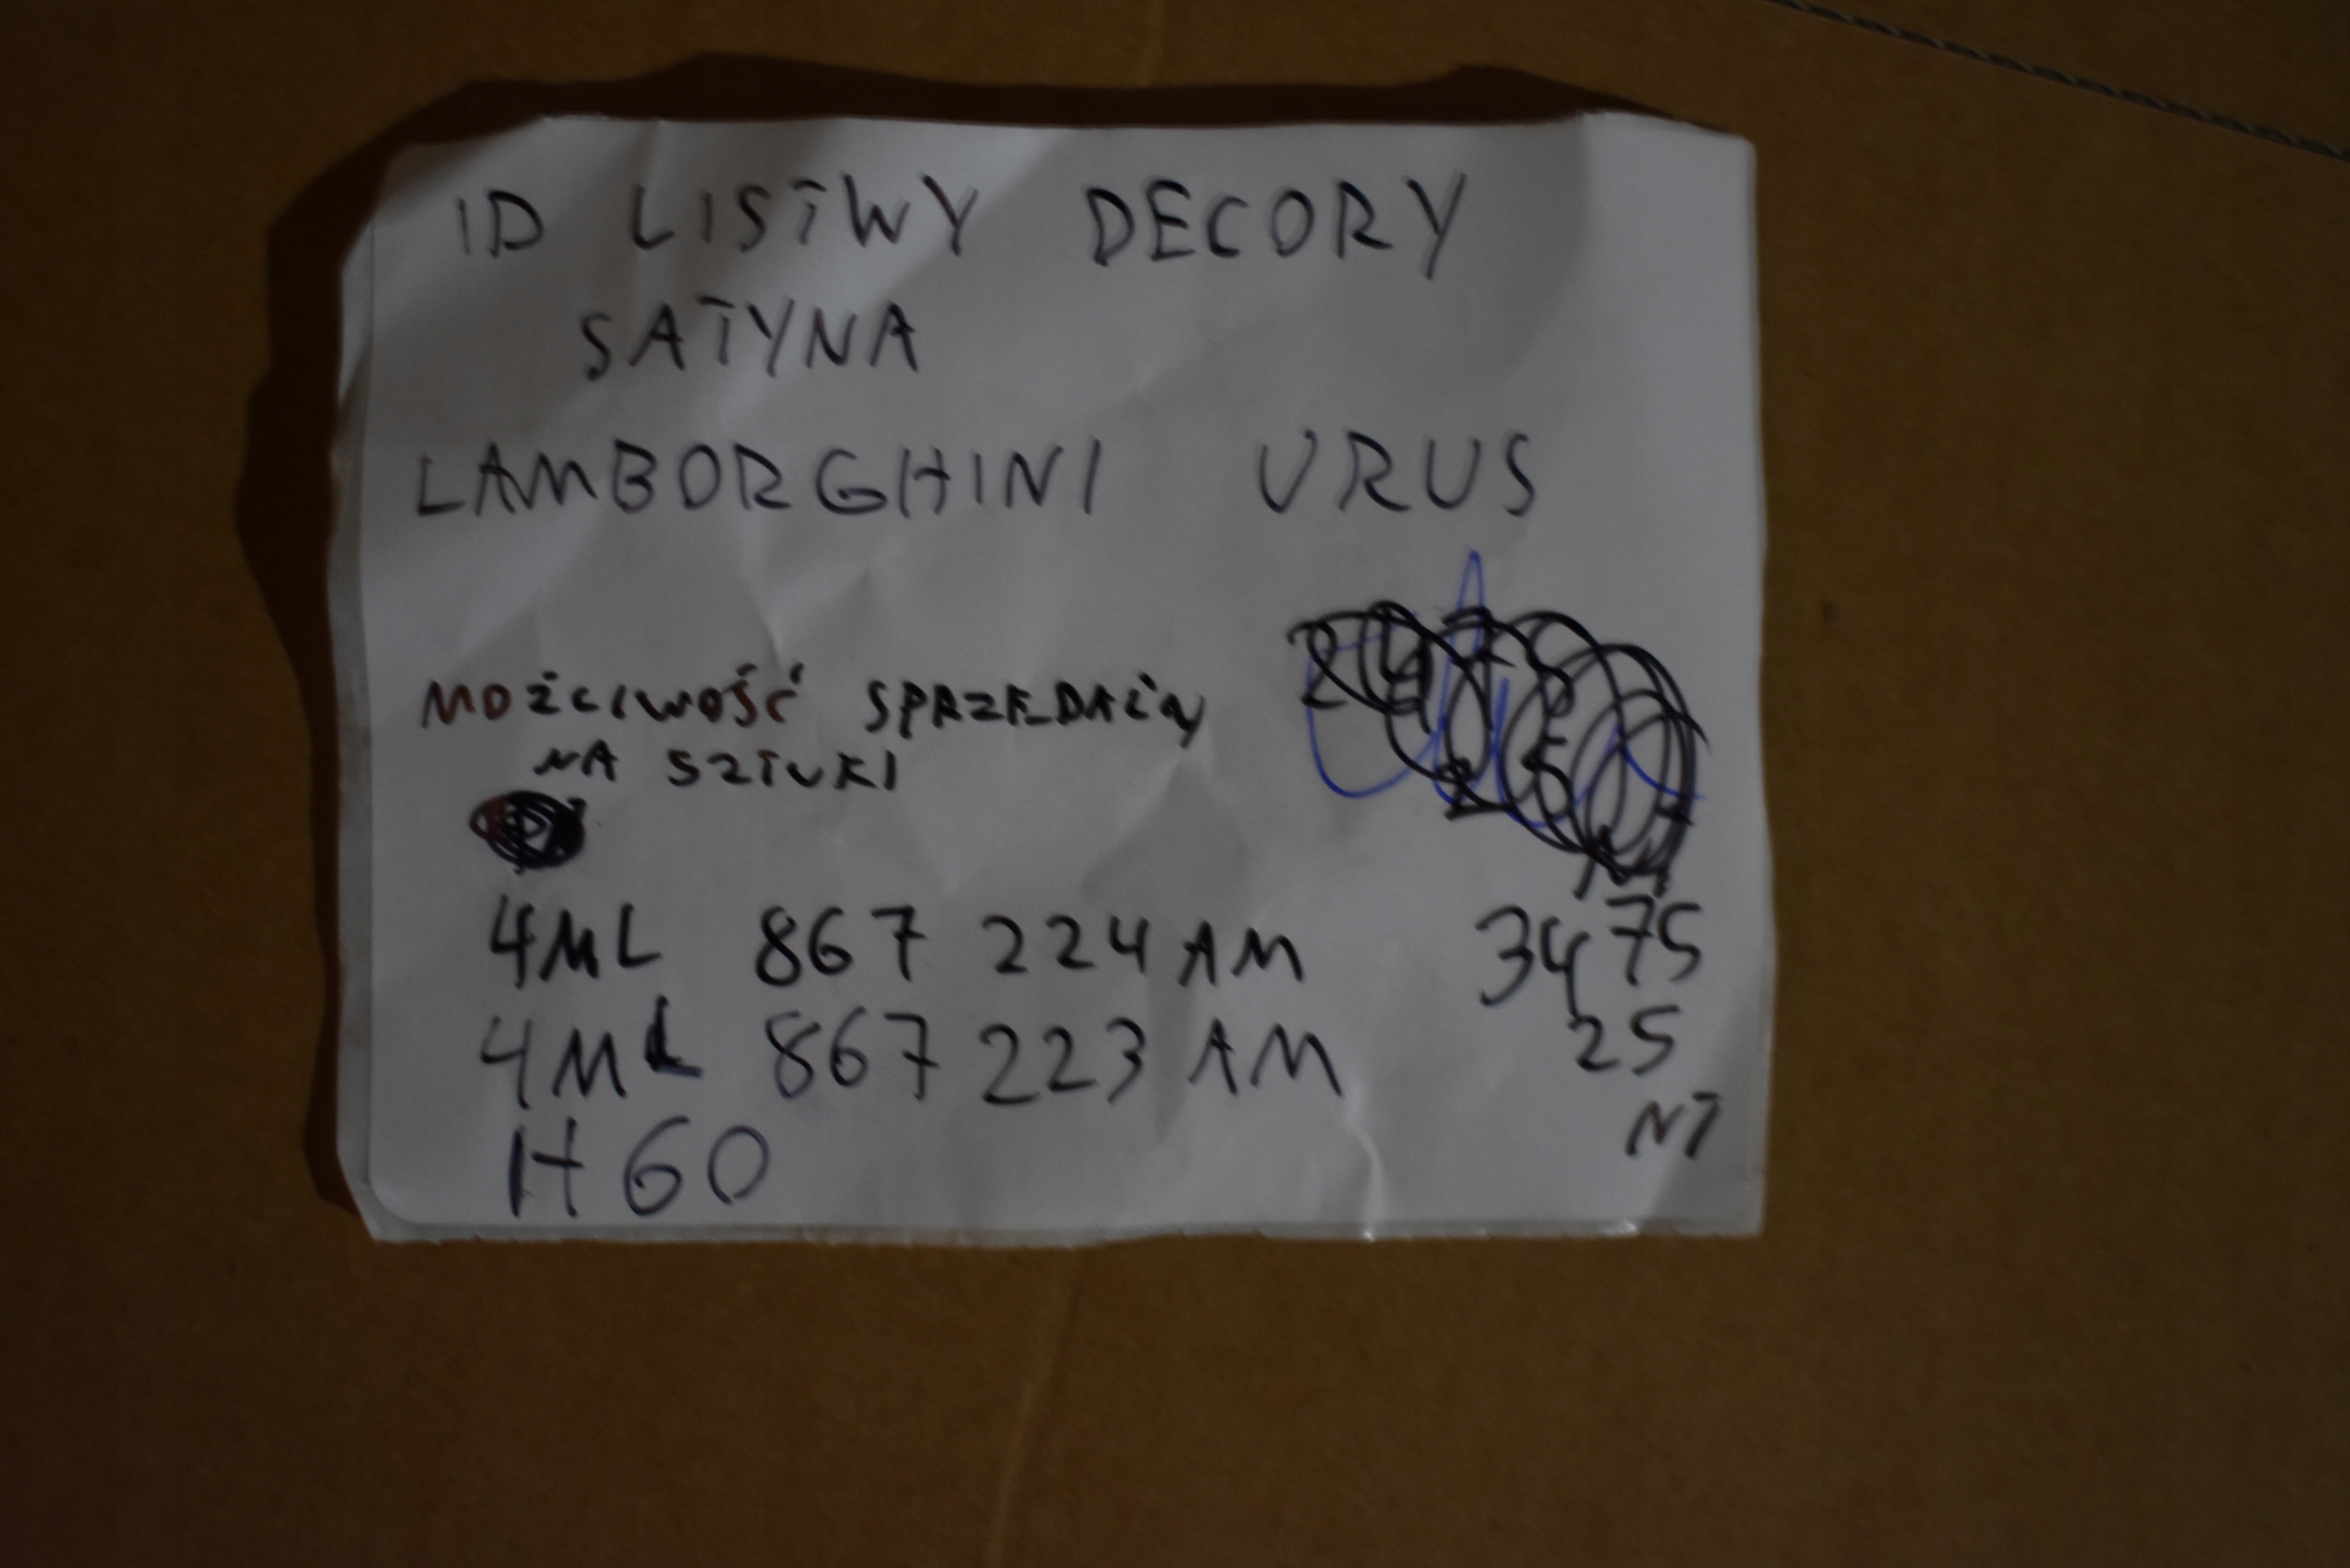 ID LISTWY DECORY
SATYNA
LAMBORGHINI URUS
MOŻLIWOŚĆ SPRZEDAŻY
NA SZTUKI
4ML 867 224 AM 3475
4ML 867 223 AM 25
H60 NT